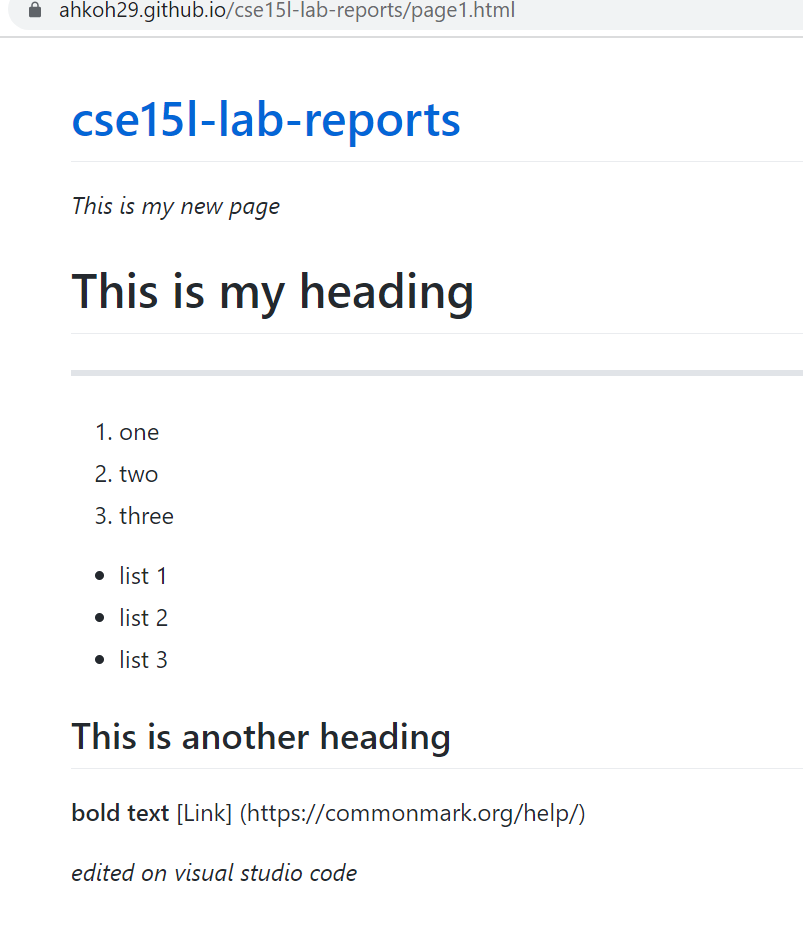 ahkoh29.github.io/cse15l-lab-reports/page1.html
cse15l-lab-reports
This is my new page
This is my heading
1. one
2. two
3. three
• list 1
• list 2
• list 3
This is another heading
bold text [Link] (https://commonmark.org/help/)
edited on visual studio code